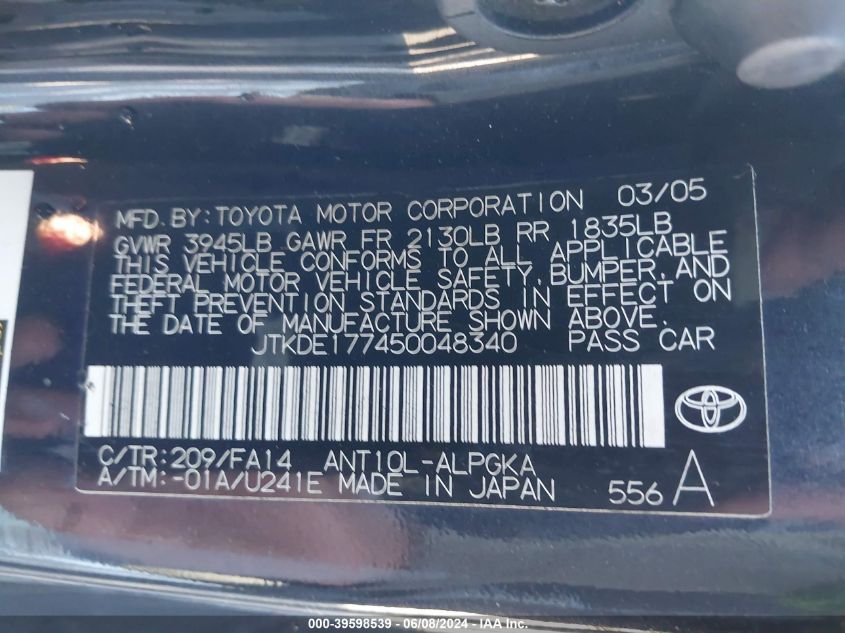 MFD. BY: TOYOTA MOTOR CORPORATION 03/05
GVWR 3945LB GAWR FR 2130LB RR 1835LB
THIS VEHICLE CONFORMS TO ALL APPLICABLE
FEDERAL MOTOR VEHICLE SAFETY, BUMPER, AND
THEFT PREVENTION STANDARDS IN EFFECT ON
THE DATE OF MANUFACTURE SHOWN ABOVE.
JTKDE177450048340 PASS CAR
C/TR: 209/FA14 ANT10L-ALPGKA
A/TM: -01A/U241E MADE IN JAPAN 556 A
000-39598539 - 06/08/2024 - IAA Inc.